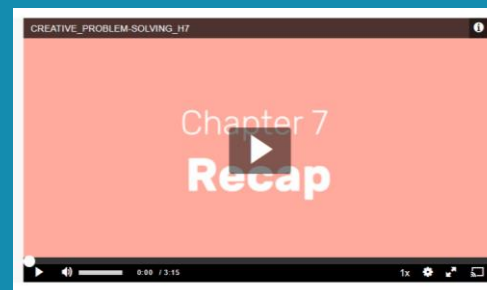 CREATIVE_PROBLEM-SOLVING_H7
Chapter 7
Recap
0:00 / 3:15
1x